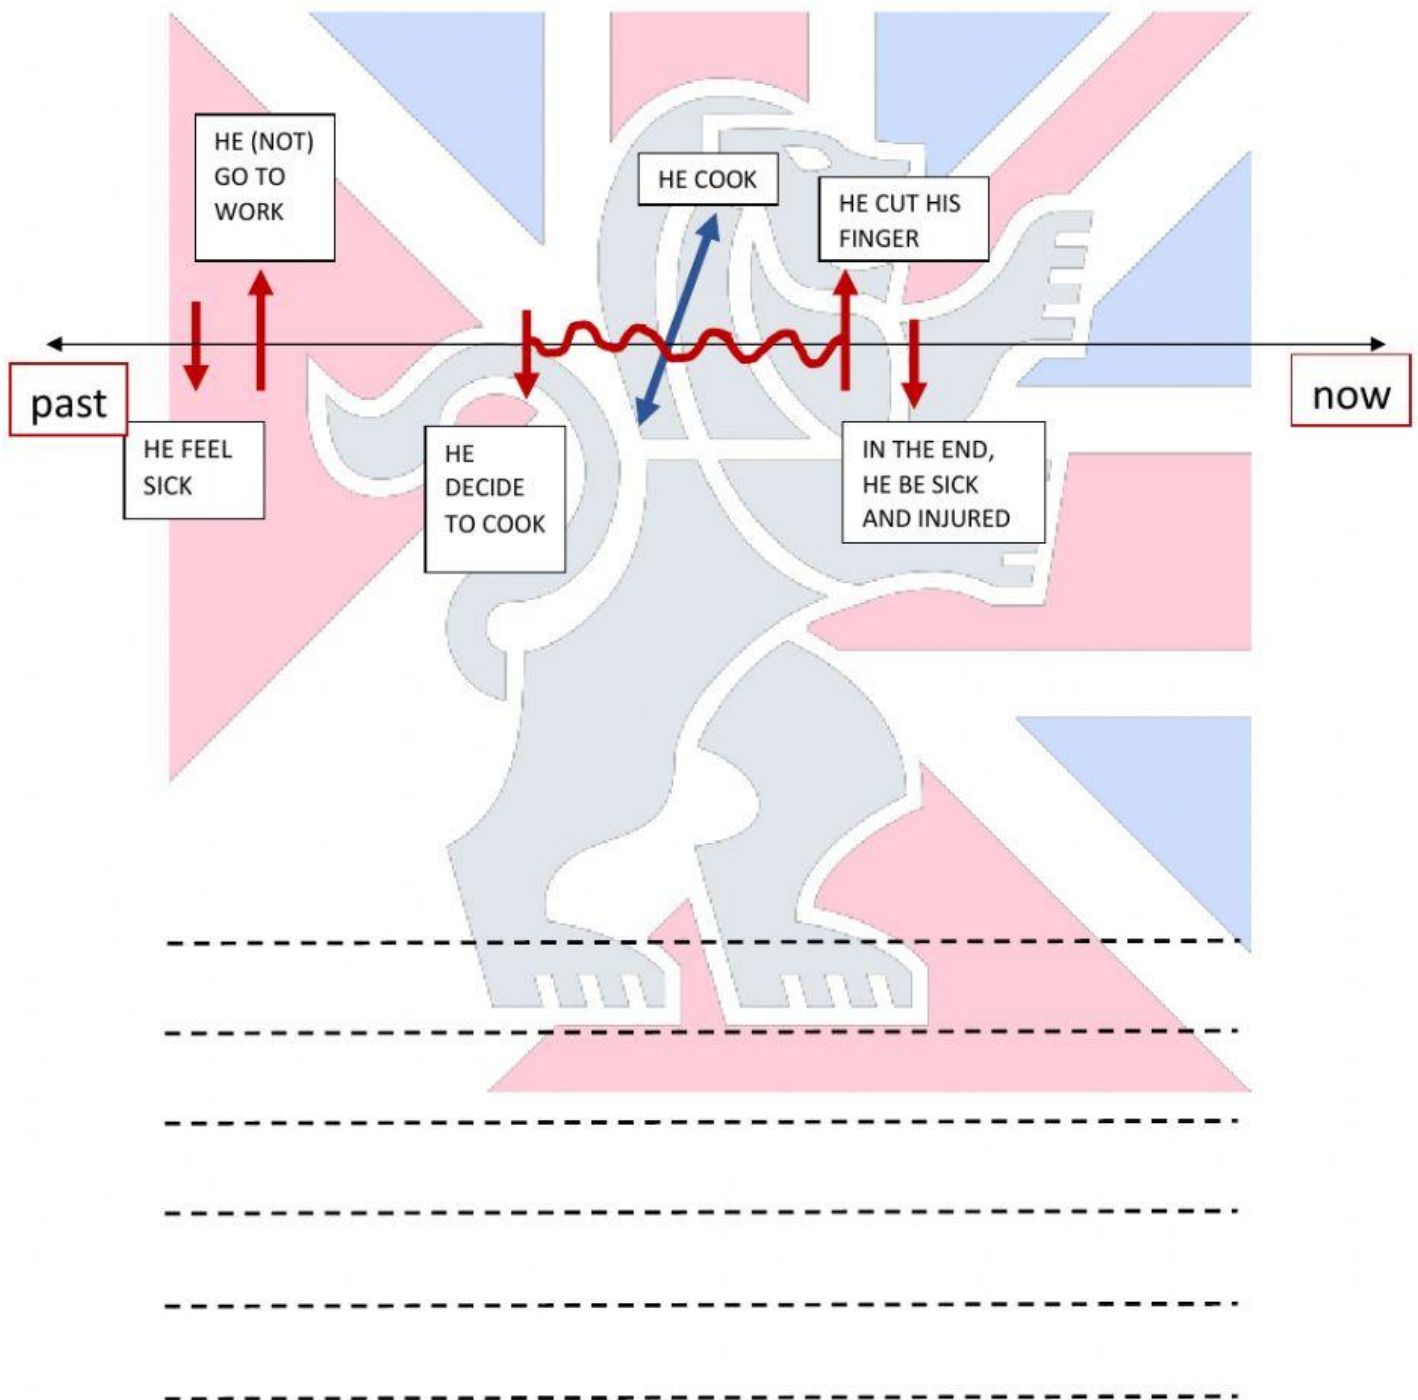 HE (NOT)
GO TO
WORK
HE COOK
HE CUT HIS
FINGER
past
now
HE FEEL
SICK
HE
DECIDE
TO COOK
IN THE END,
HE BE SICK
AND INJURED